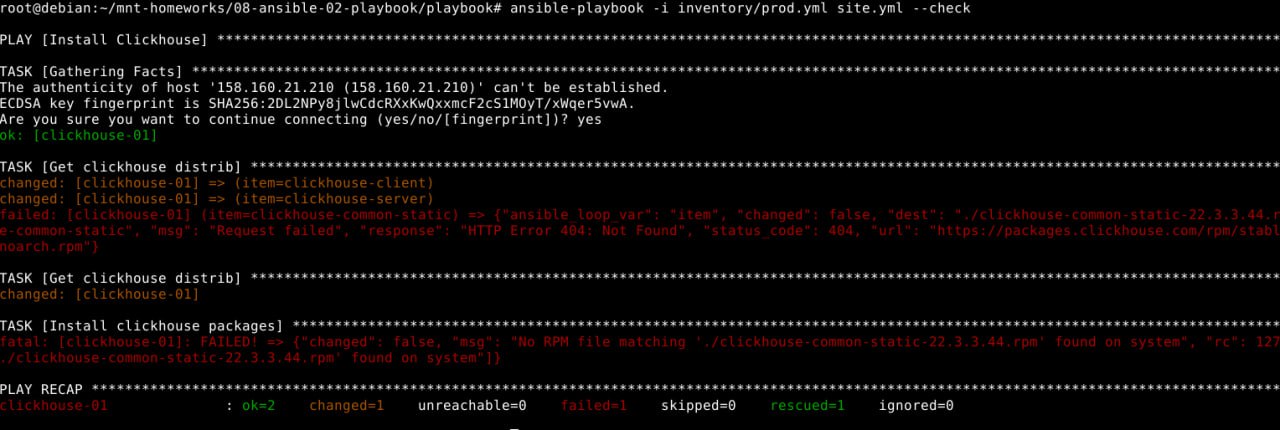 root@debian:~/mnt-homeworks/08-ansible-02-playbook/playbook# ansible-playbook -i inventory/prod.yml site.yml --check
PLAY [Install Clickhouse] *******************************************************************************************************************************
TASK [Gathering Facts] **********************************************************************************************************************************
The authenticity of host '158.160.21.210 (158.160.21.210)' can't be established.
ECDSA key fingerprint is SHA256:2DL2NPy8jlwCdcRXxKwQxxmcF2cS1MOyT/xWqer5vwA.
Are you sure you want to continue connecting (yes/no/[fingerprint])? yes
ok: [clickhouse-01]
TASK [Get clickhouse distrib] ***************************************************************************************************************************
changed: [clickhouse-01] => (item=clickhouse-client)
changed: [clickhouse-01] => (item=clickhouse-server)
failed: [clickhouse-01] (item=clickhouse-common-static) => {"ansible_loop_var": "item", "changed": false, "dest": "./clickhouse-common-static-22.3.3.44.r
e-common-static", "msg": "Request failed", "response": "HTTP Error 404: Not Found", "status_code": 404, "url": "https://packages.clickhouse.com/rpm/stabl
noarch.rpm"}
TASK [Get clickhouse distrib] ***************************************************************************************************************************
changed: [clickhouse-01]
TASK [Install clickhouse packages] **********************************************************************************************************************
fatal: [clickhouse-01]: FAILED! => {"changed": false, "msg": "No RPM file matching './clickhouse-common-static-22.3.3.44.rpm' found on system", "rc": 127
./clickhouse-common-static-22.3.3.44.rpm' found on system"]}
PLAY RECAP **********************************************************************************************************************************************
clickhouse-01 : ok=2 changed=1 unreachable=0 failed=1 skipped=0 rescued=1 ignored=0